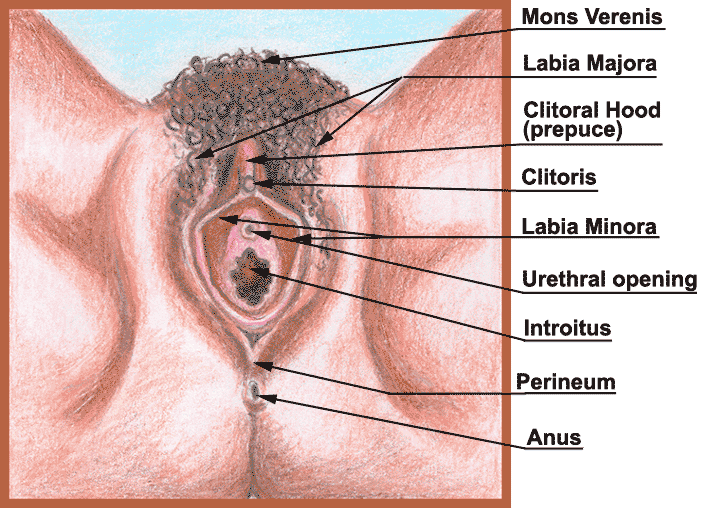 Mons Verenis
Labia Majora
Clitoral Hood
(prepuce)
Clitoris
Labia Minora
Urethral opening
Introitus
Perineum
Anus